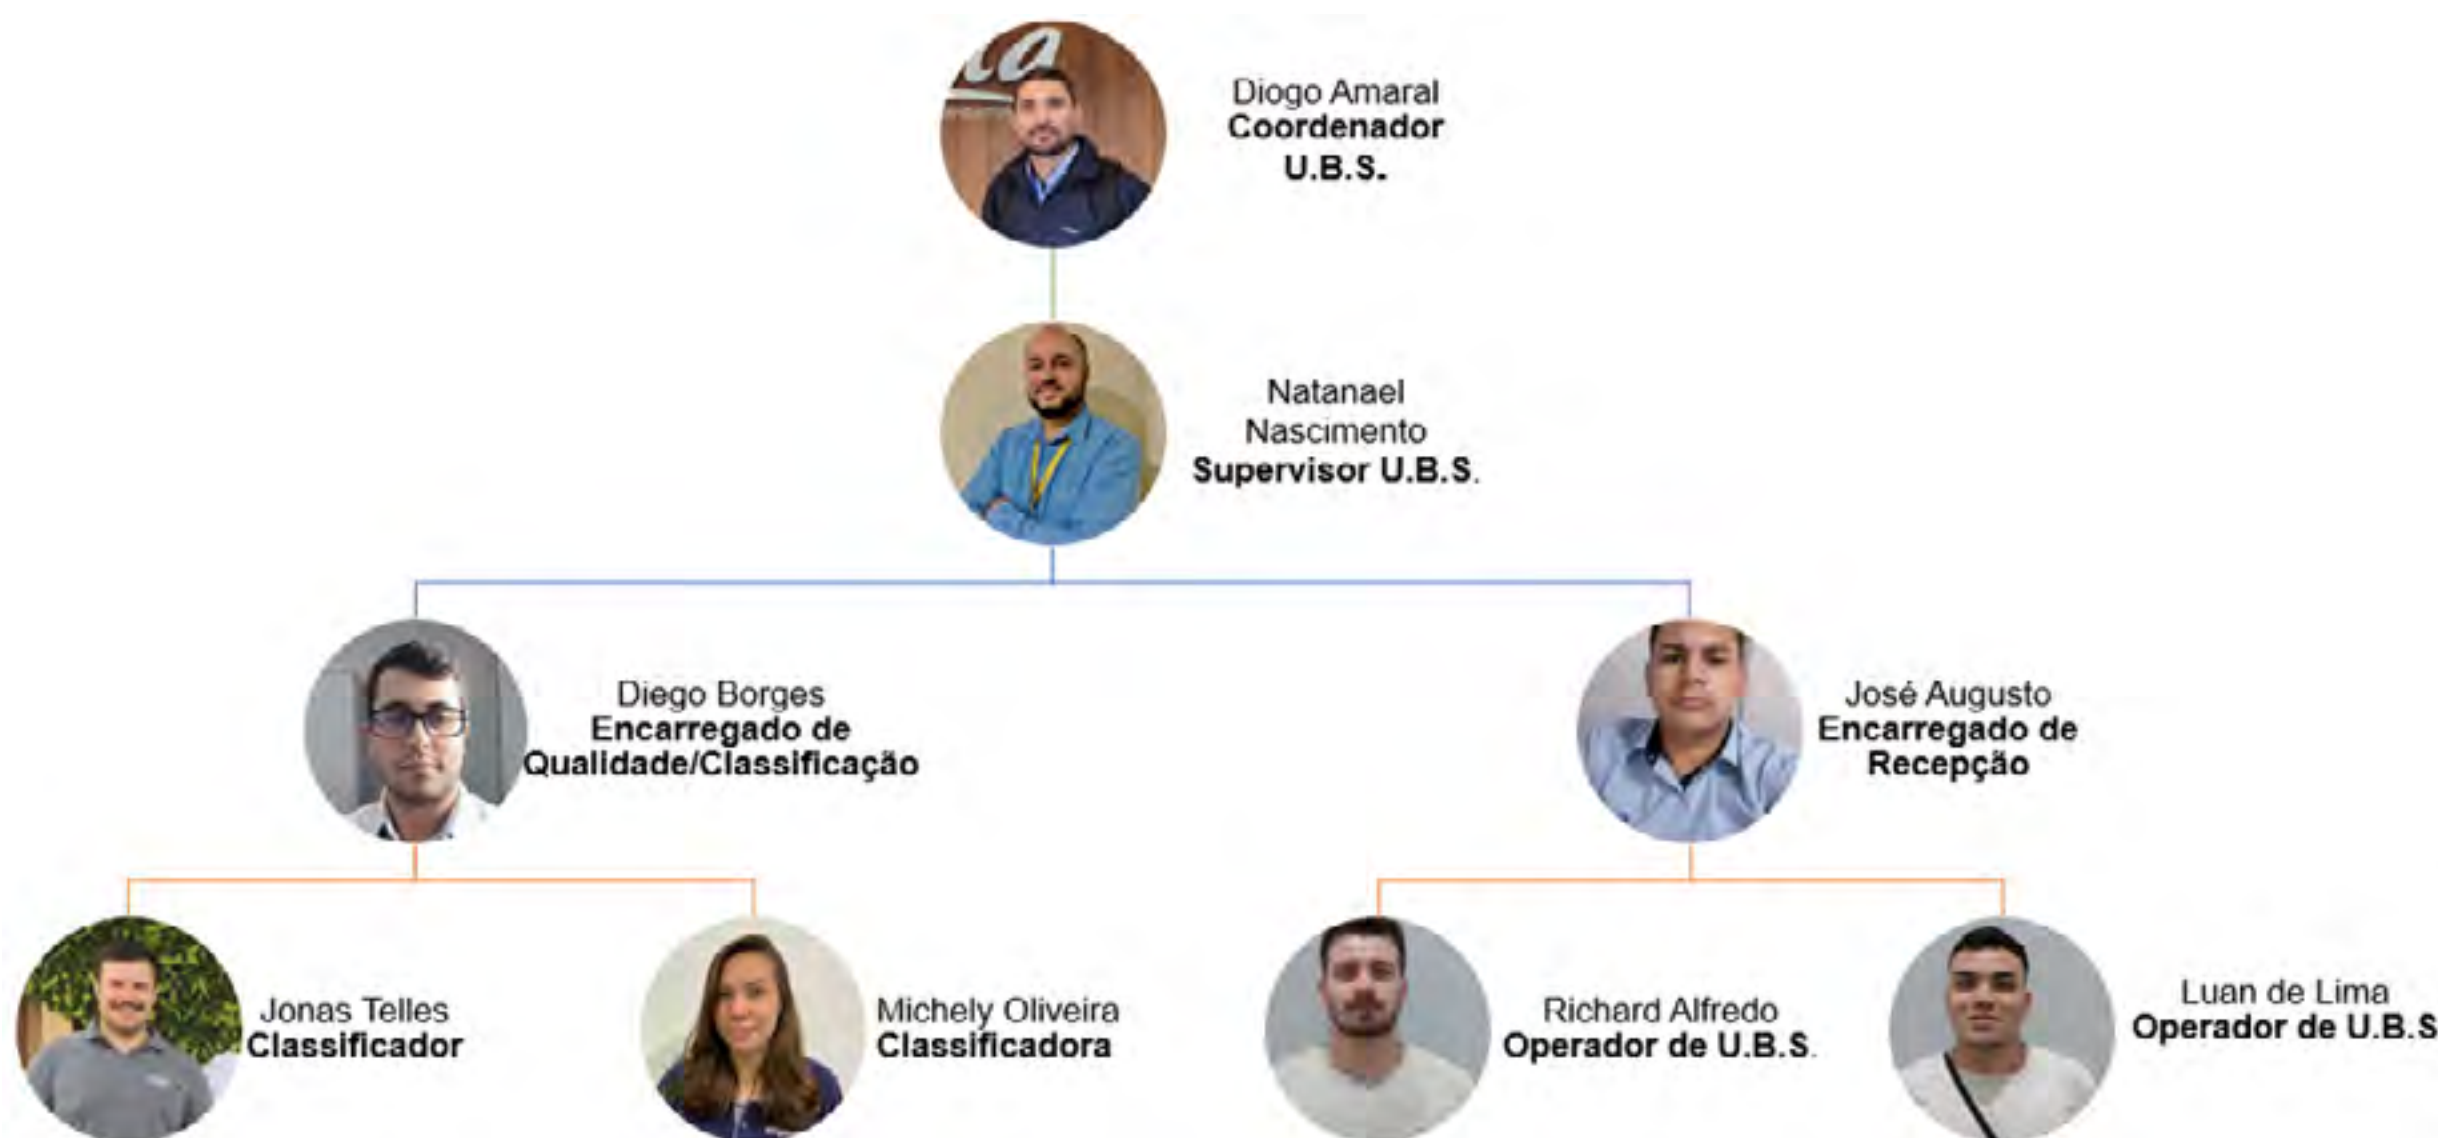 Diogo Amaral
Coordenador
U.B.S.
Natanael
Nascimento
Supervisor U.B.S.
Diego Borges
Encarregado de
Qualidade/Classificação
José Augusto
Encarregado de
Recepção
Jonas Telles
Classificador
Michely Oliveira
Classificadora
Richard Alfredo
Operador de U.B.S.
Luan de Lima
Operador de U.B.S